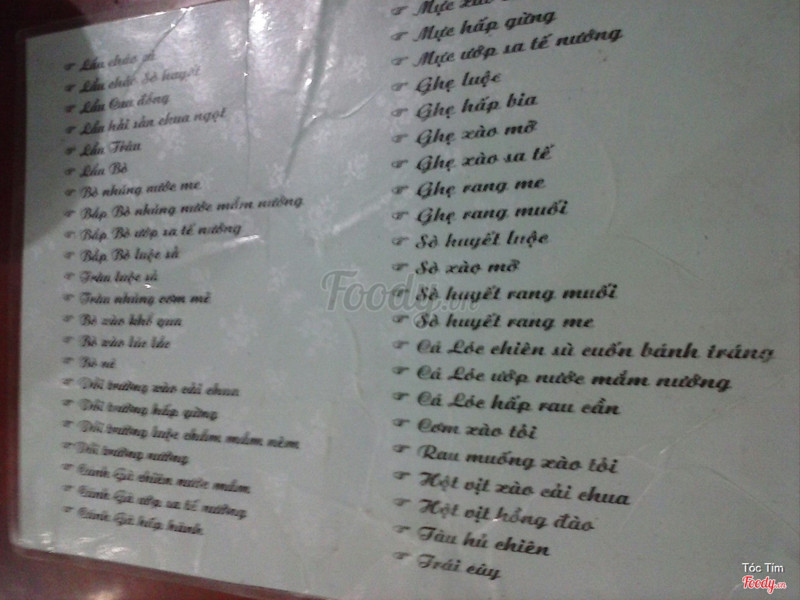 Lẩu cháo cá
Lẩu cháo Sò huyết
Lẩu Cua đồng
Lẩu hải sản chua ngọt
Lẩu Trâu
Lẩu Bò
Bò nhúng nước me
Bắp Bò nhúng nước mắm nướng
Bắp Bò ướp sa tế nướng
Bắp Bò luộc sả
Trâu luộc sả
Trâu nhúng cơm mẻ
Bò xào khổ qua
Bò xào lúc lắc
Bò né
Dồi trường xào cải chua
Dồi trường hấp gừng
Dồi trường luộc chấm mắm nêm
Dồi trường nướng
Cánh Gà chiên nước mắm
Cánh Gà ướp sa tế nướng
Cánh Gà hấp hành
Mực xào
Mực hấp gừng
Mực ướp sa tế nướng
Ghẹ luộc
Ghẹ hấp bia
Ghẹ xào mỡ
Ghẹ xào sa tế
Ghẹ rang me
Ghẹ rang muối
Sò huyết luộc
Sò xào mỡ
Sò huyết rang muối
Sò huyết rang me
Cá Lóc chiên sù cuốn bánh tráng
Cá Lóc ướp nước mắm nướng
Cá Lóc hấp rau cần
Cơm xào tỏi
Rau muống xào tỏi
Hột vịt xào cải chua
Hột vịt hồng đào
Tàu hủ chiên
Trái cây
Foody.vn
Tóc Tim
Foody.vn